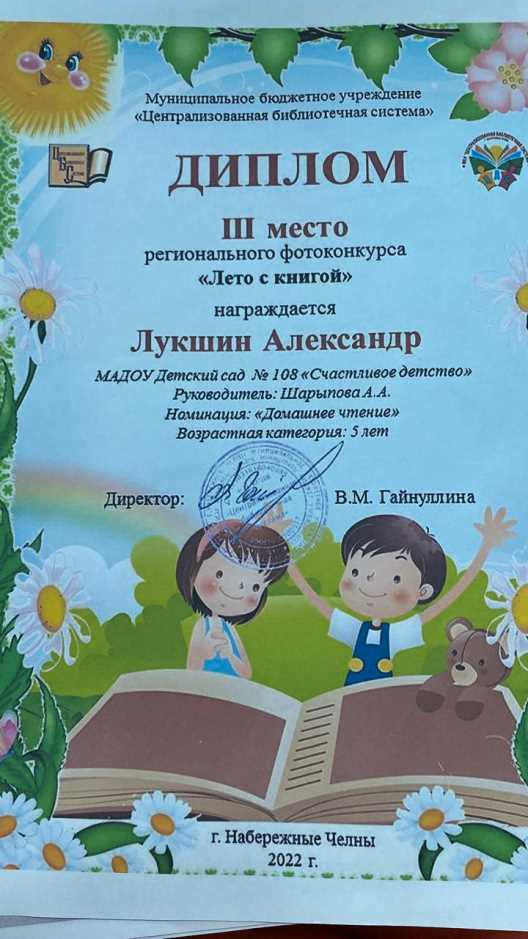 Муниципальное бюджетное учреждение
«Централизованная библиотечная система»
ДИПЛОМ
III место
регионального фотоконкурса
«Лето с книгой»
награждается
Лукшин Александр
МАДОУ Детский сад № 108 «Счастливое детство»
Руководитель: Шарыпова А.А.
Номинация: «Домашнее чтение»
Возрастная категория: 5 лет
Директор: В.М. Гайнуллина
г. Набережные Челны
2022 г.